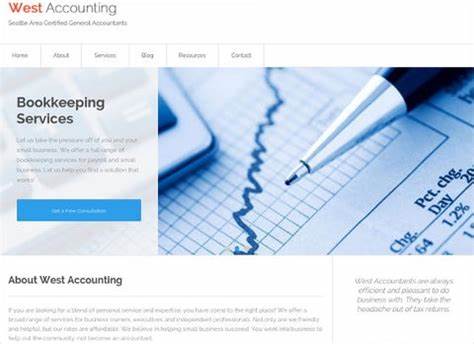 West Accounting
Seattle Area Certified General Accountants
Home About Services Blog Resources Contact
Bookkeeping
Services
Let us take the pressure off of you and your
small business. We offer a full range of
bookkeeping services for payroll and small
business. Let us help you find a solution that
works!
Get a Free Consultation
Pct. chg.
Day
1.64
1.2
About West Accounting
If you are looking for a blend of personal service and expertise, you have come to the right place! We offer a
broad range of services for business owners, executives, and independent professionals. Not only are we friendly
and helpful, but our rates are affordable. We believe in helping small business succeed. You went into business to
help out the community, not become an accountant.
West Accountants are always
efficient and pleasant to do
business with. They take the
headache out of tax returns.